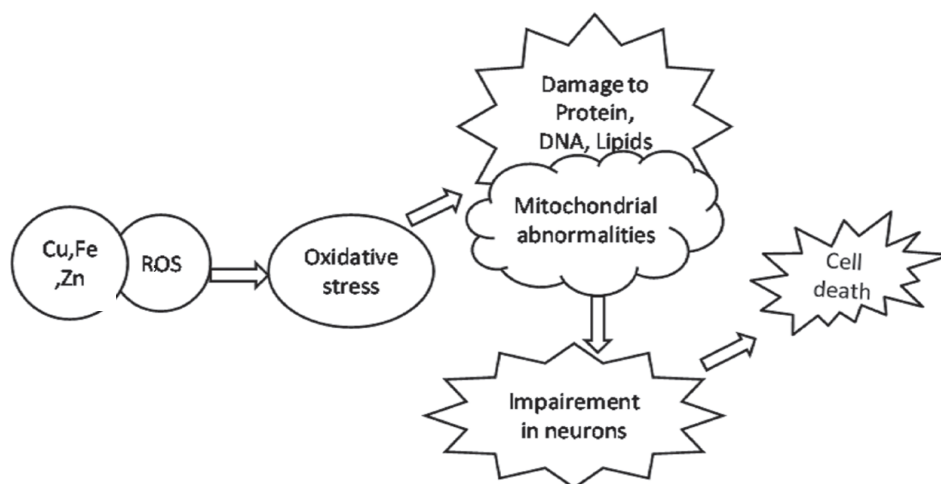 Cu,Fe
,Zn
ROS
Oxidative
stress
Damage to
Protein,
DNA, Lipids
Mitochondrial
abnormalities
Impairement
in neurons
Cell
death